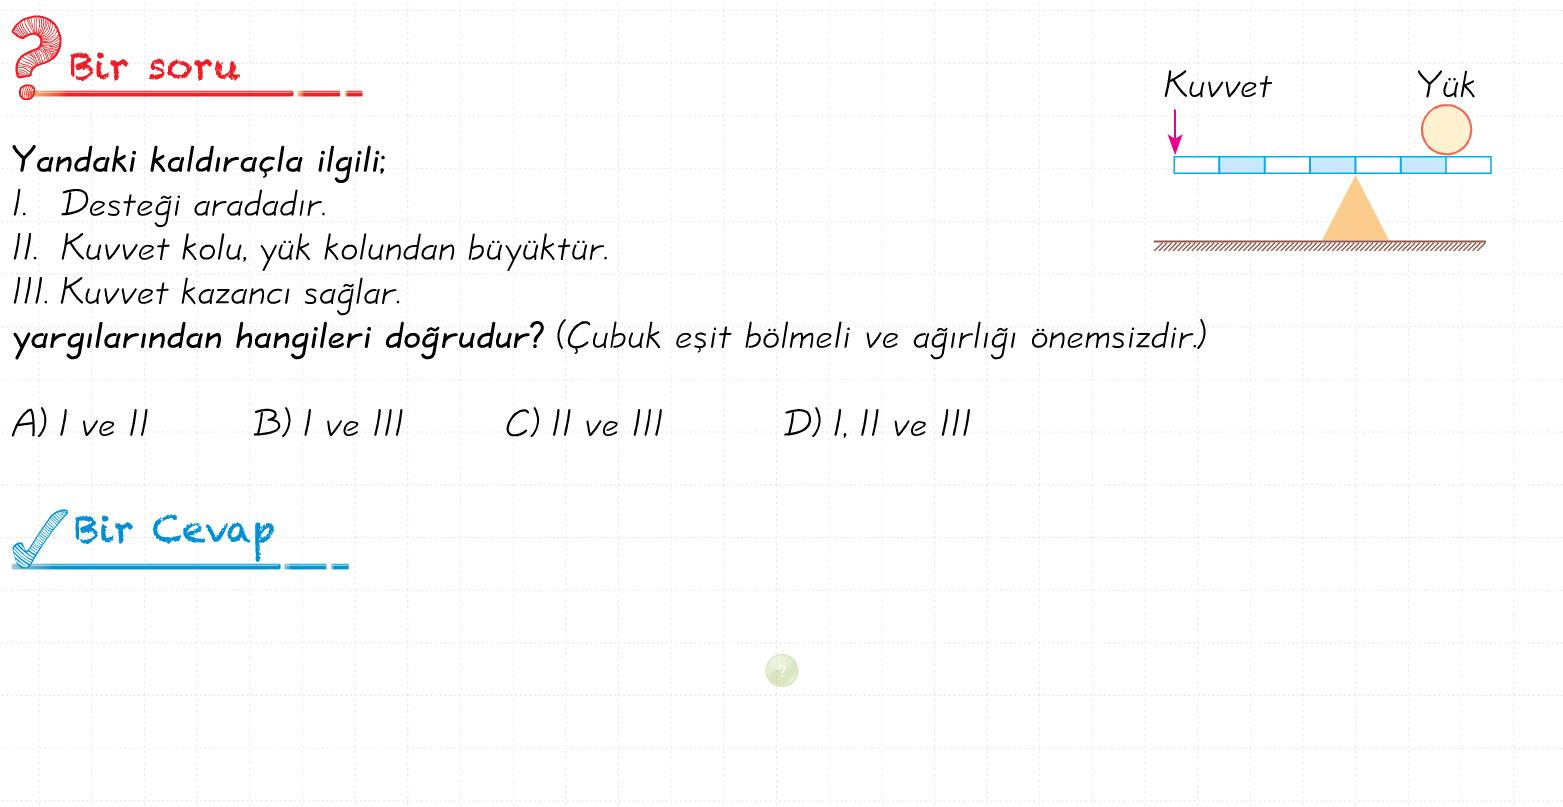 ?
Bir soru
Kuvvet
Yük
Yandaki kaldıraçla ilgili;
I. Desteği aradadır.
II. Kuvvet kolu, yük kolundan büyüktür.
III. Kuvvet kazancı sağlar.
yargılarından hangileri doğrudur? (Çubuk eşit bölmeli ve ağırlığı önemsizdir.)
A) I ve II B) I ve III C) II ve III D) I, II ve III
Bir Cevap
?